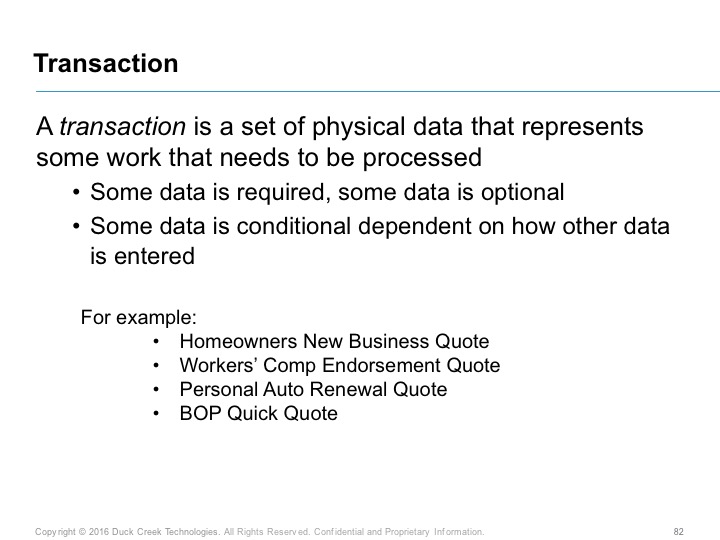 Transaction
A transaction is a set of physical data that represents
some work that needs to be processed
• Some data is required, some data is optional
• Some data is conditional dependent on how other data
is entered
For example:
• Homeowners New Business Quote
• Workers’ Comp Endorsement Quote
• Personal Auto Renewal Quote
• BOP Quick Quote
Copyright © 2016 Duck Creek Technologies. All Rights Reserved. Confidential and Proprietary Information. 82